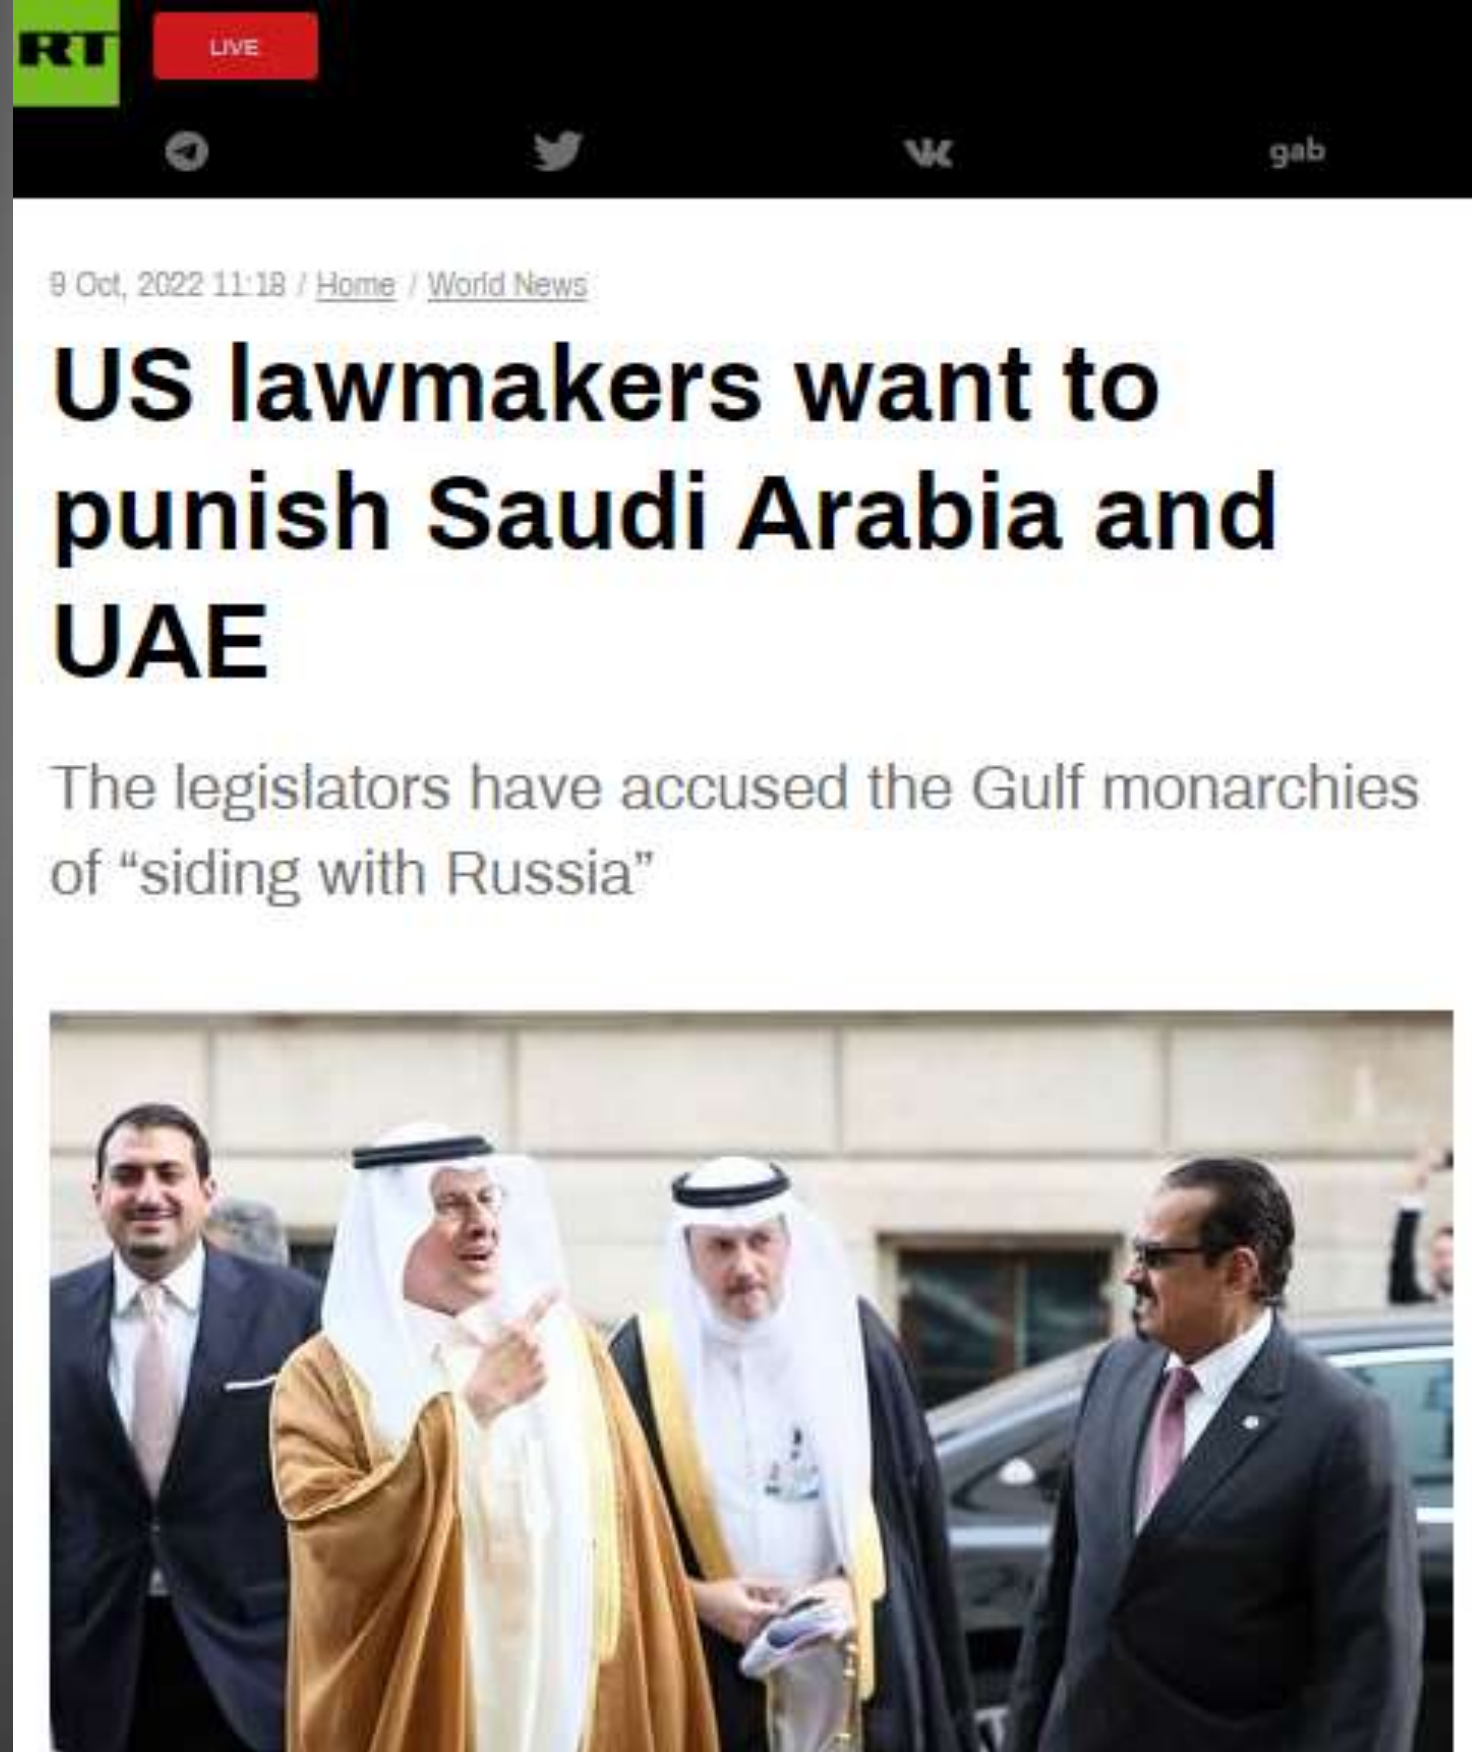 RT
LIVE
gab
9 Oct, 2022 11:18 / Home / World News
US lawmakers want to
punish Saudi Arabia and
UAE
The legislators have accused the Gulf monarchies
of “siding with Russia”